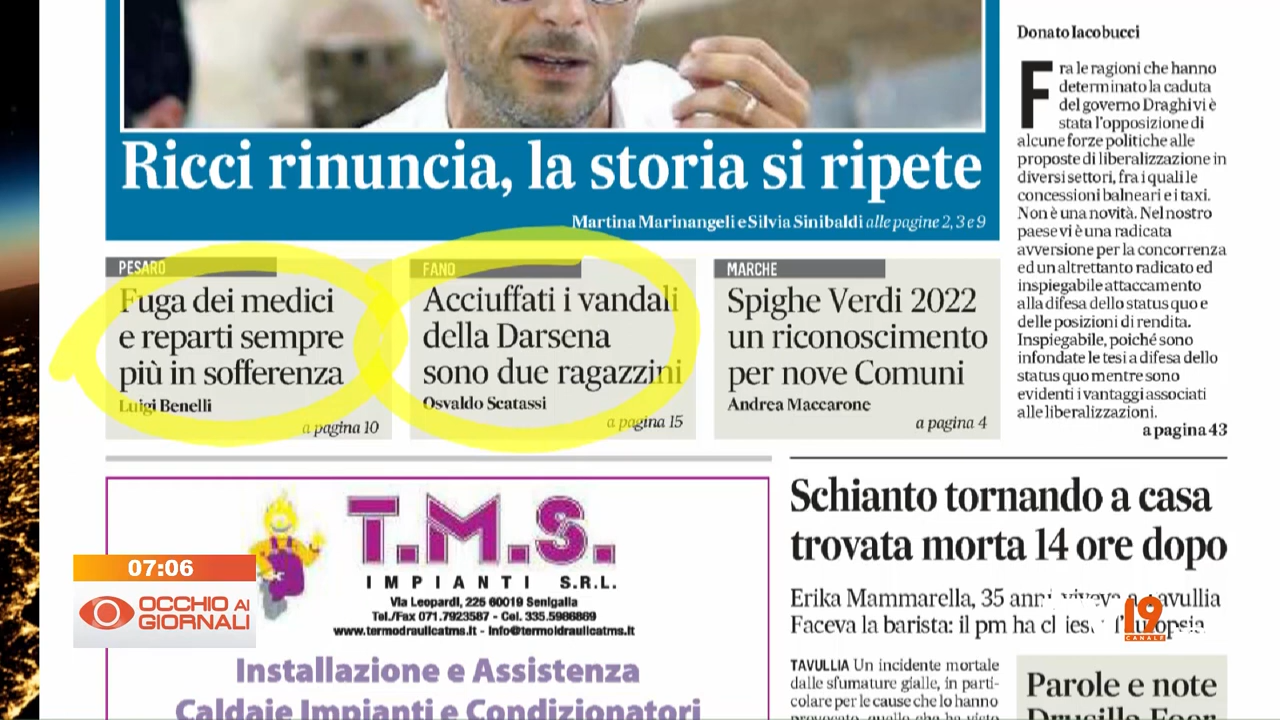 Ricci rinuncia, la storia si ripete
Martina Marinangeli e Silvia Sinibaldi alle pagine 2, 3 e 9
PESARO
Fuga dei medici
e reparti sempre
più in sofferenza
Luigi Benelli
a pagina 10
FANO
Acciuffati i vandali
della Darsena
sono due ragazzini
Osvaldo Scatassi
a pagina 15
MARCHE
Spighe Verdi 2022
un riconoscimento
per nove Comuni
Andrea Maccarone
a pagina 4
Donato Iacobucci
Fra le ragioni che hanno
determinato la caduta
del governo Draghi vi è
stata l'opposizione di
alcune forze politiche alle
proposte di liberalizzazione in
diversi settori, fra i quali le
concessioni balneari e i taxi.
Non è una novità. Nel nostro
paese vi è una radicata
avversione per la concorrenza
ed un altrettanto radicato ed
inspiegabile attaccamento
alla difesa dello status quo e
delle posizioni di rendita.
Inspiegabile, poiché sono
infondate le tesi a difesa dello
status quo mentre sono
evidenti i vantaggi associati
alle liberalizzazioni.
a pagina 43
T.M.S.
IMPIANTI S.R.L.
Via Leopardi, 225 60019 Senigallia
Tel./Fax 071.7923587 - Cel. 335.5986869
www.termoidraulicatms.it - info@termoidraulicatms.it
Installazione e Assistenza
Caldaie Impianti e Condizionatori
Schianto tornando a casa
trovata morta 14 ore dopo
Erika Mammarella, 35 anni viveva a Tavullia
Faceva la barista: il pm ha chiesto l'autopsia
TAVULLIA Un incidente mortale
dalle sfumature gialle, in parti-
colare per le cause che lo hanno
Parole e note
07:06
OCCHIO AI
GIORNALI
19
CANALE